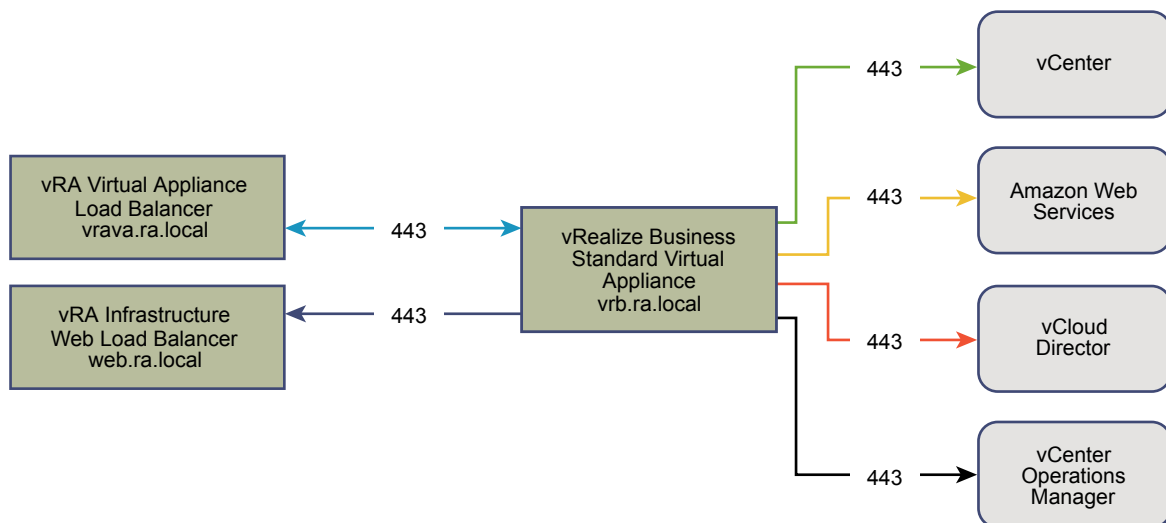 443
vCenter
vRA Virtual Appliance
Load Balancer
vrava.ra.local
443
443
Amazon Web
Services
vRealize Business
Standard Virtual
Appliance
vrb.ra.local
vRA Infrastructure
Web Load Balancer
web.ra.local
443
443
vCloud
Director
443
vCenter
Operations
Manager